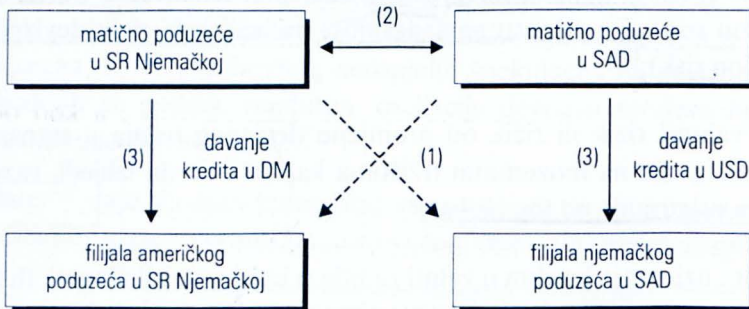 (2)
matično poduzeće
u SR Njemačkoj
matično poduzeće
u SAD
(3)
davanje
kredita u DM
(1)
(3)
davanje
kredita u USD
filijala američkog
poduzeća u SR Njemačkoj
filijala njemačkog
poduzeća u SAD